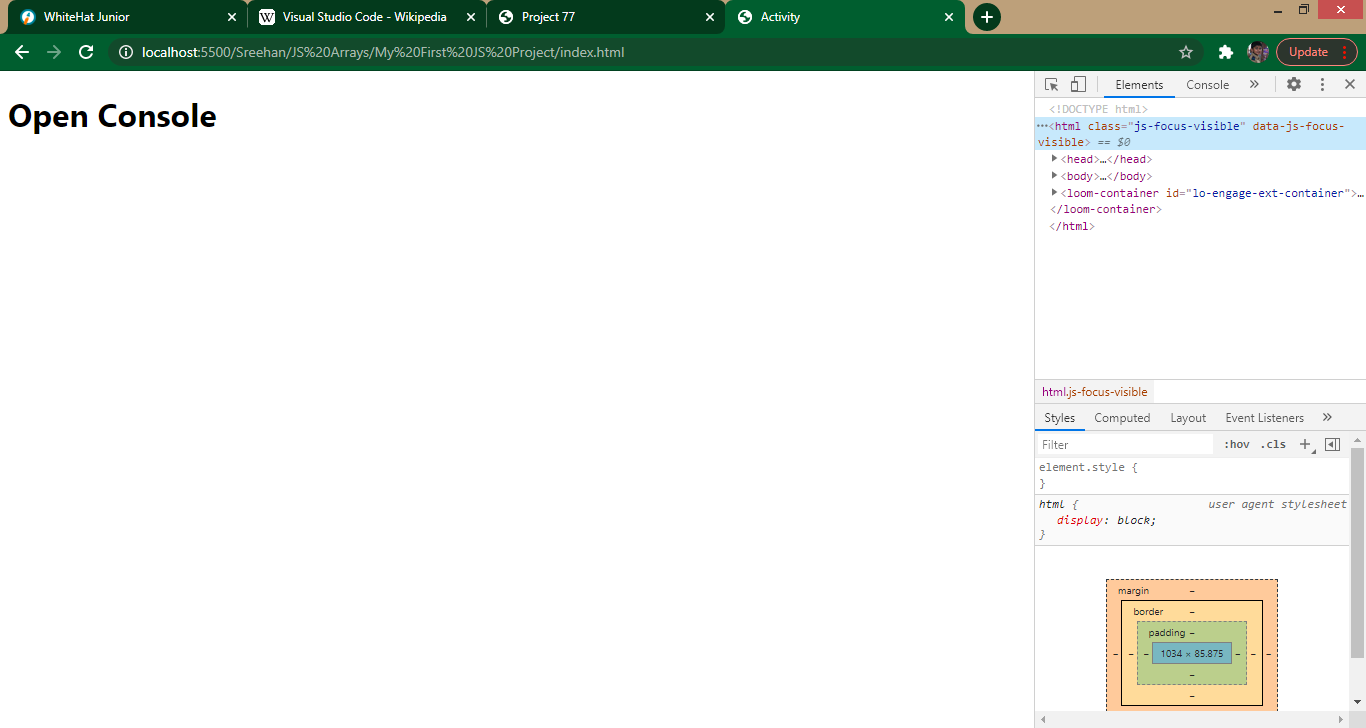 WhiteHat Junior
Visual Studio Code - Wikipedia
Project 77
Activity
localhost:5500/Sreehan/JS%20Arrays/My%20First%20JS%20Project/index.html
Update
Open Console
Elements
Console
<!DOCTYPE html>
<html class="js-focus-visible" data-js-focus-
visible> == $0
<head>…</head>
<body>…</body>
<loom-container id="lo-engage-ext-container">…
</loom-container>
</html>
html.js-focus-visible
Styles
Computed
Layout
Event Listeners
Filter
:hov
.cls
element.style {
}
html {
user agent stylesheet
display: block;
}
margin –
border –
padding –
– – – 1034 × 85.875 – – –
–
–